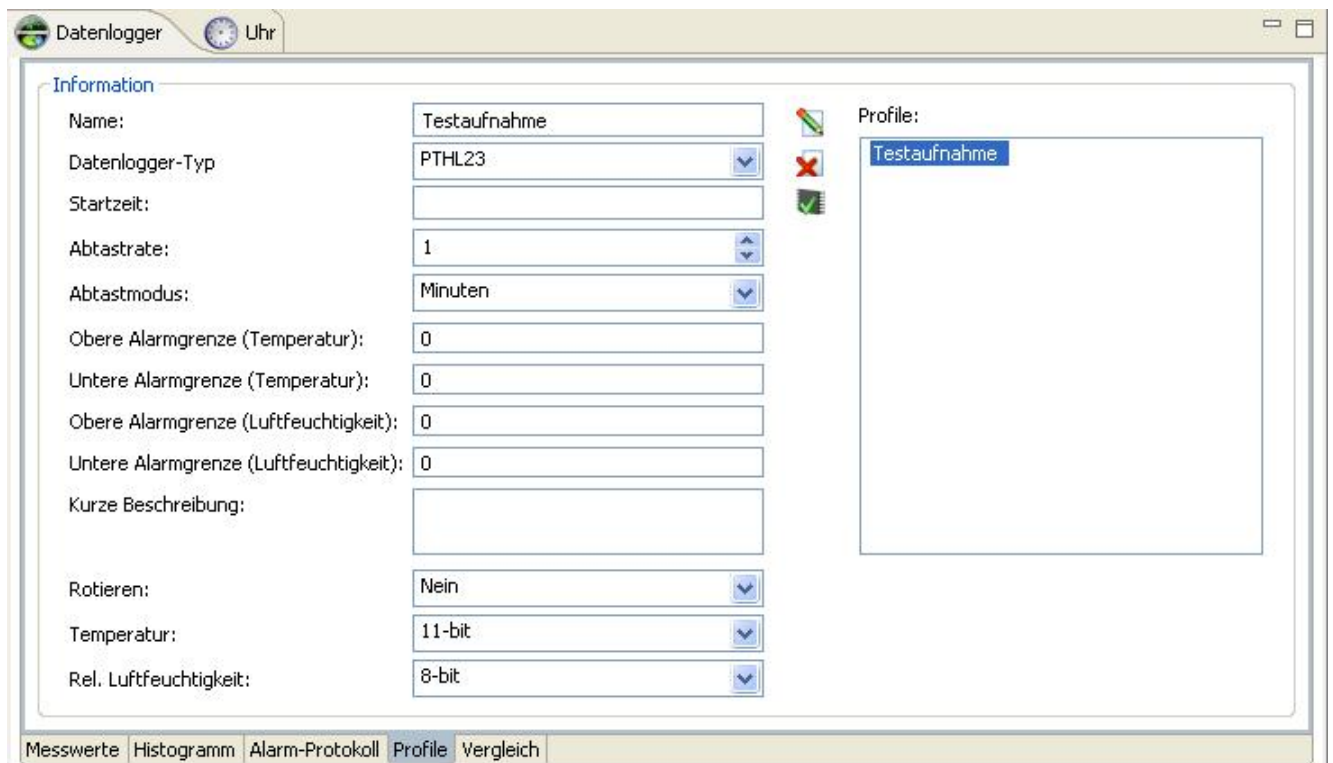 Datenlogger Uhr
Information
Name: Testaufnahme
Profile:
Datenlogger-Typ PTHL23
Testaufnahme
Startzeit:
Abtastrate: 1
Abtastmodus: Minuten
Obere Alarmgrenze (Temperatur): 0
Untere Alarmgrenze (Temperatur): 0
Obere Alarmgrenze (Luftfeuchtigkeit): 0
Untere Alarmgrenze (Luftfeuchtigkeit): 0
Kurze Beschreibung:
Rotieren: Nein
Temperatur: 11-bit
Rel. Luftfeuchtigkeit: 8-bit
Messwerte Histogramm Alarm-Protokoll Profile Vergleich